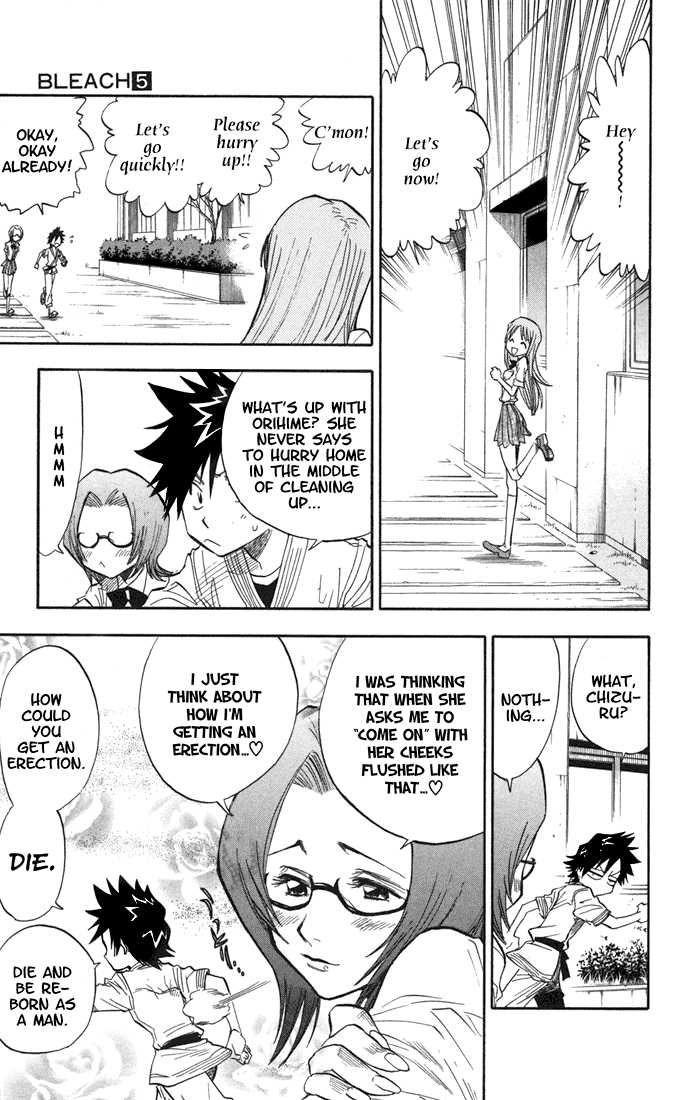 BLEACH 5
Hey
~!
Let's
go
now!
C'mon!
Please
hurry
up!!
Let's
go
quickly!!
OKAY,
OKAY
ALREADY!
WHAT'S UP WITH
ORIHIME? SHE
NEVER SAYS
TO HURRY HOME
IN THE MIDDLE
OF CLEANING
UP...
HMMM
WHAT,
CHIZU-
RU?
NOTH-
ING...
I WAS THINKING
THAT WHEN SHE
ASKS ME TO
"COME ON" WITH
HER CHEEKS
FLUSHED LIKE
THAT...♡
I JUST
THINK ABOUT
HOW I'M
GETTING AN
ERECTION...♡
HOW
COULD
YOU
GET AN
ERECTION.
DIE.
DIE AND
BE RE-
BORN AS
A MAN.